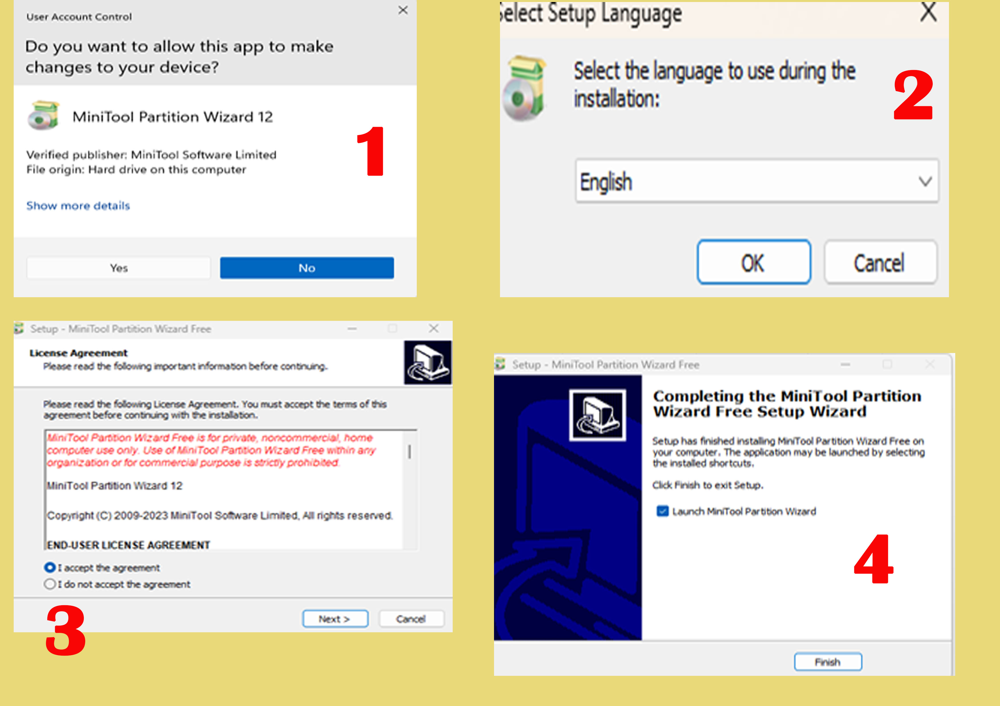 User Account Control
Do you want to allow this app to make
changes to your device?
MiniTool Partition Wizard 12
1
Verified publisher: MiniTool Software Limited
File origin: Hard drive on this computer
Show more details
Yes
No
Select Setup Language
Select the language to use during the
installation:
2
English
OK
Cancel
Setup - MiniTool Partition Wizard Free
License Agreement
Please read the following important information before continuing.
Please read the following License Agreement. You must accept the terms of this
agreement before continuing with the installation.
MiniTool Partition Wizard Free is for private, noncommercial, home
computer use only. Use of MiniTool Partition Wizard Free within any
organization or for commercial purpose is strictly prohibited.
MiniTool Partition Wizard 12
Copyright (C) 2009-2023 MiniTool Software Limited, All rights reserved.
END-USER LICENSE AGREEMENT
I accept the agreement
I do not accept the agreement
3
Next >
Cancel
Setup - MiniTool Partition Wizard Free
Completing the MiniTool Partition
Wizard Free Setup Wizard
Setup has finished installing MiniTool Partition Wizard Free on
your computer. The application may be launched by selecting
the installed shortcuts.
Click Finish to exit Setup.
Launch MiniTool Partition Wizard
4
Finish